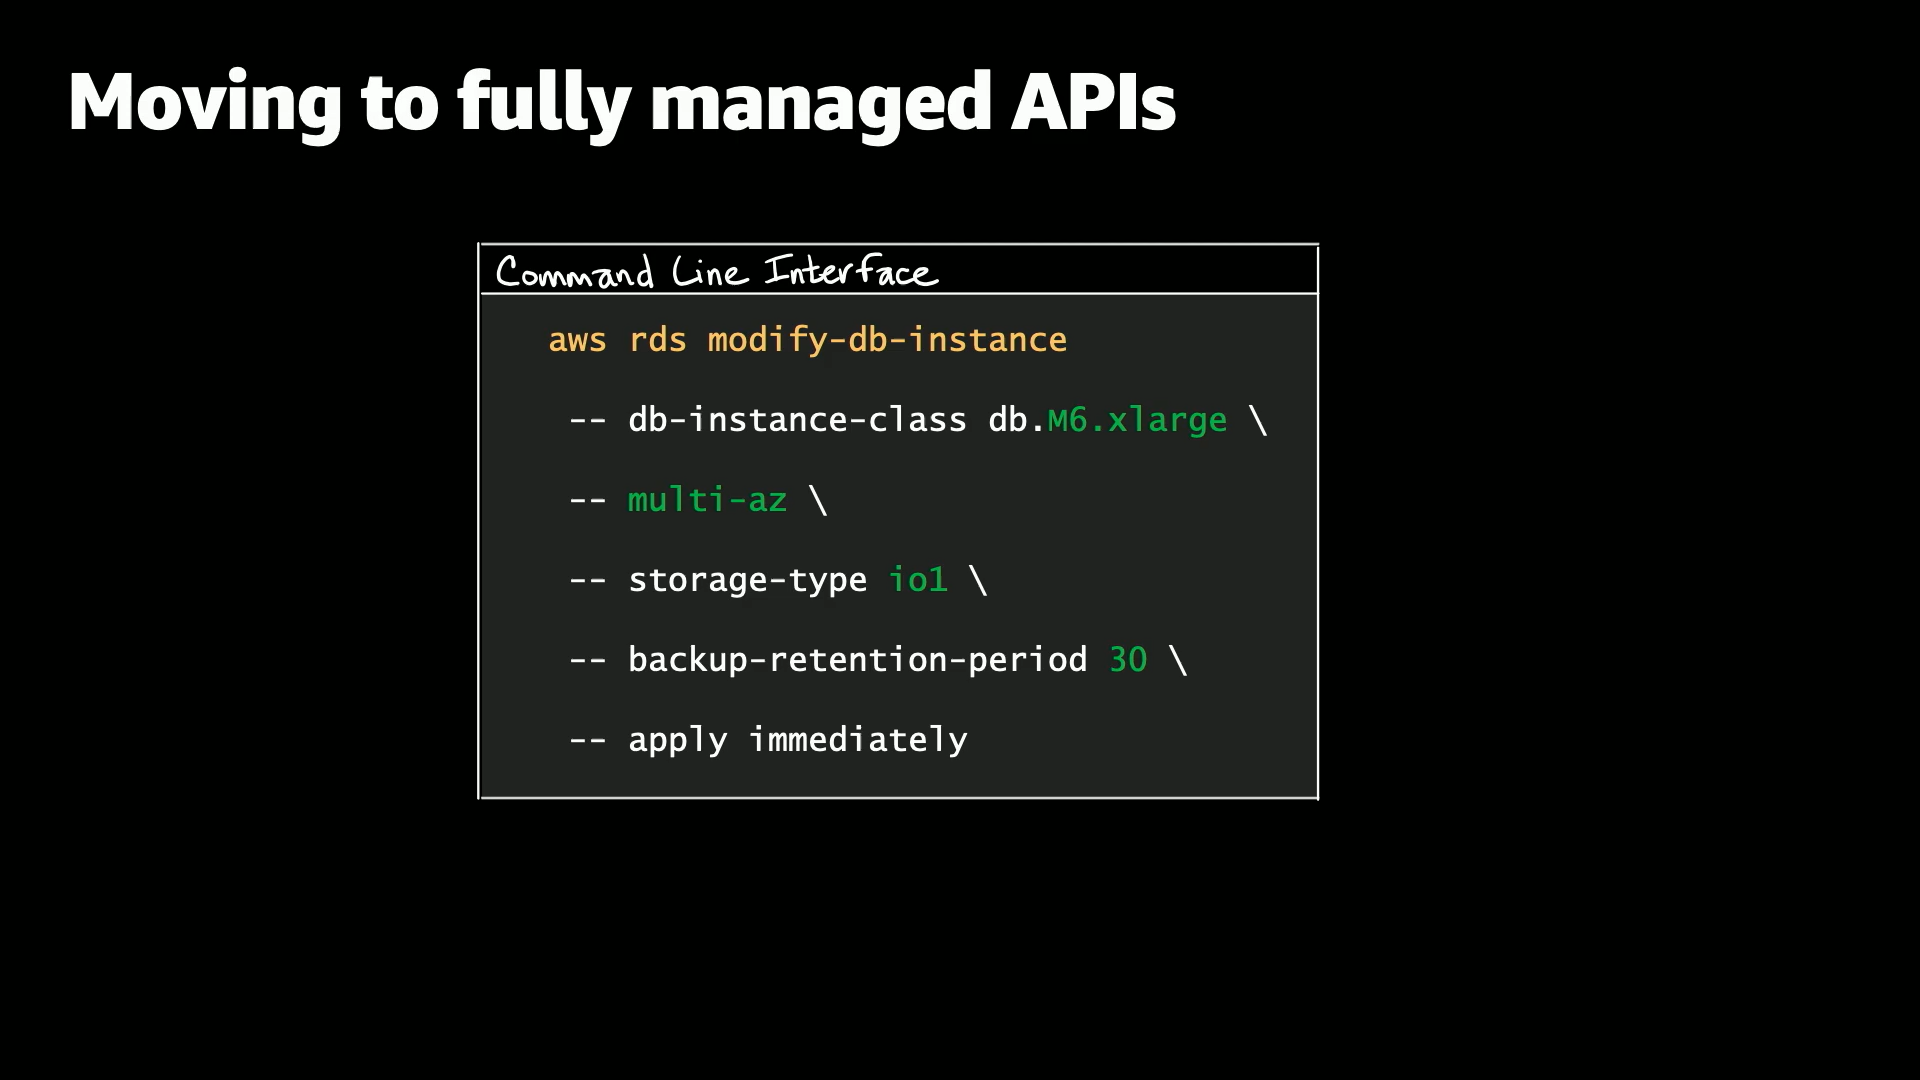 Moving to fully managed APIs
Command Line Interface
aws rds modify-db-instance
-- db-instance-class db.M6.xlarge \
-- multi-az \
-- storage-type io1 \
-- backup-retention-period 30 \
-- apply immediately